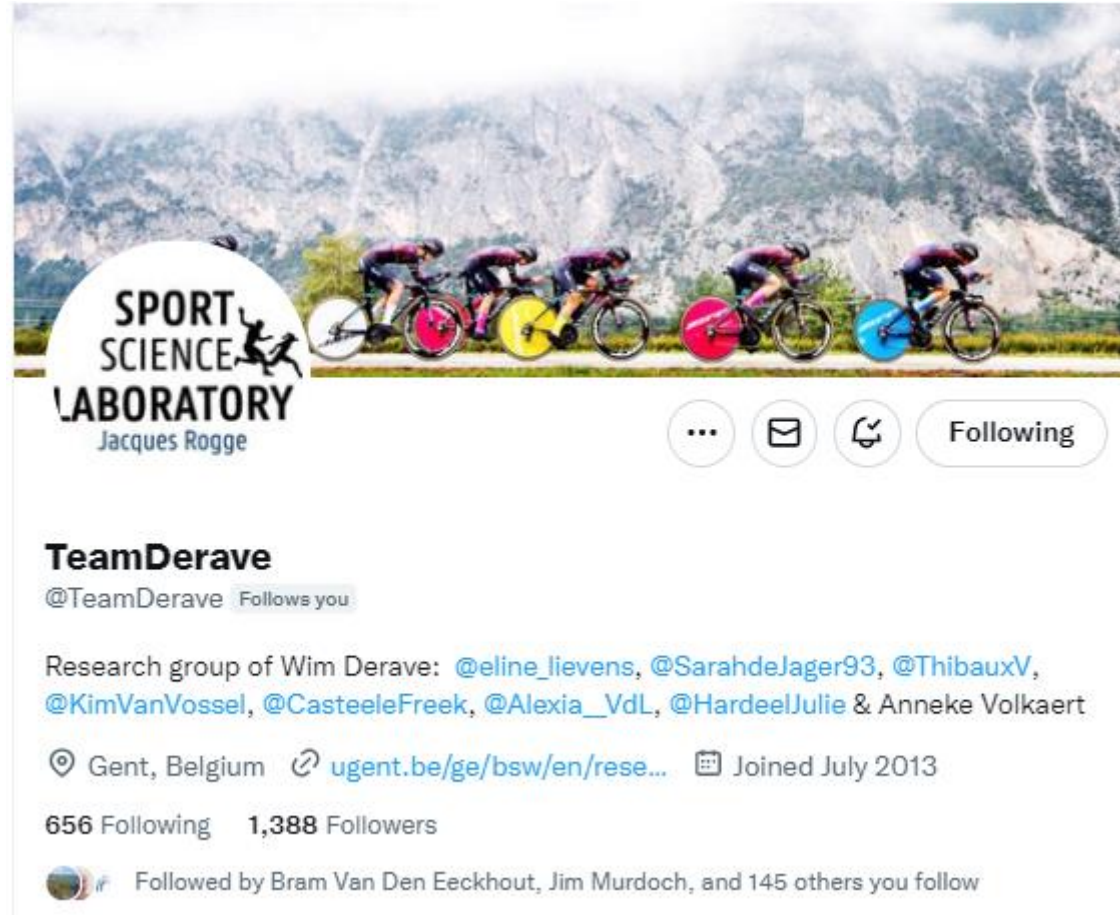 SPORT
SCIENCE
LABORATORY
Jacques Rogge
Following
TeamDerave
@TeamDerave Follows you
Research group of Wim Derave: @eline_lievens, @SarahdeJager93, @ThibauxV,
@KimVanVossel, @CasteeleFreek, @Alexia__VdL, @HardeelJulie & Anneke Volkaert
Gent, Belgium ugent.be/ge/bsw/en/rese... Joined July 2013
656 Following 1,388 Followers
Followed by Bram Van Den Eeckhout, Jim Murdoch, and 145 others you follow